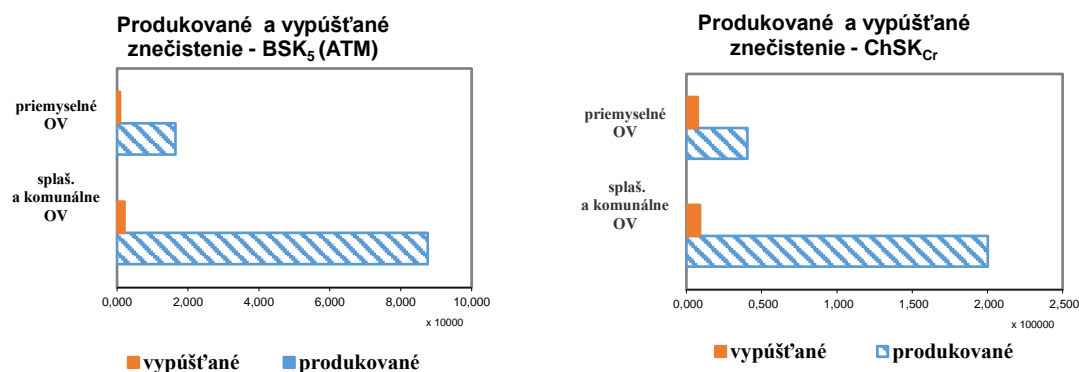 Produkované a vypúšťané
znečistenie - BSK5 (ATM)
priemyselné
OV
splaš.
a komunálne
OV
0,000 2,000 4,000 6,000 8,000 10,000
x 10000
vypúšťané produkované
Produkované a vypúšťané
znečistenie - ChSKCr
priemyselné
OV
splaš.
a komunálne
OV
0,000 0,500 1,000 1,500 2,000 2,500
x 100000
vypúšťané produkované